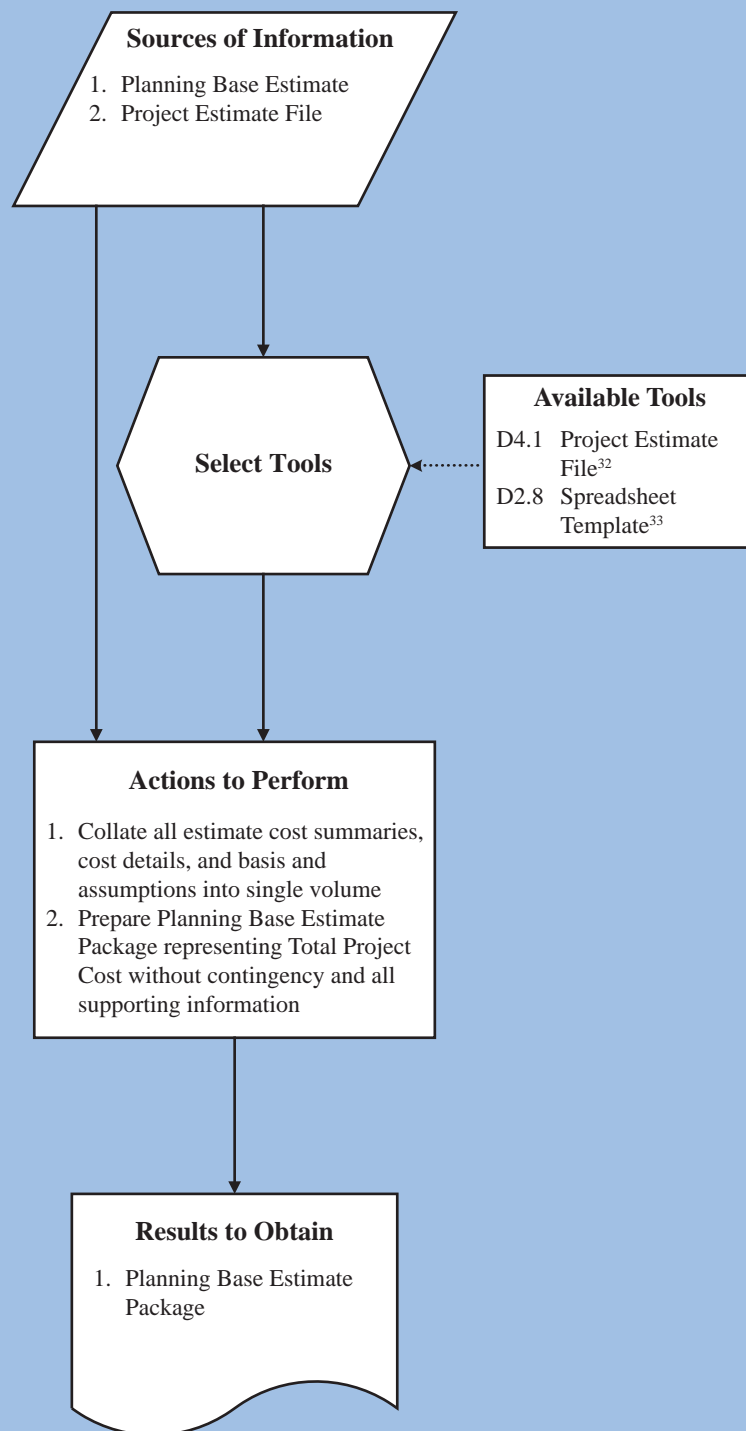 Sources of Information
1. Planning Base Estimate
2. Project Estimate File
Select Tools
Available Tools
D4.1 Project Estimate
File³²
D2.8 Spreadsheet
Template³³
Actions to Perform
1. Collate all estimate cost summaries,
cost details, and basis and
assumptions into single volume
2. Prepare Planning Base Estimate
Package representing Total Project
Cost without contingency and all
supporting information
Results to Obtain
1. Planning Base Estimate
Package